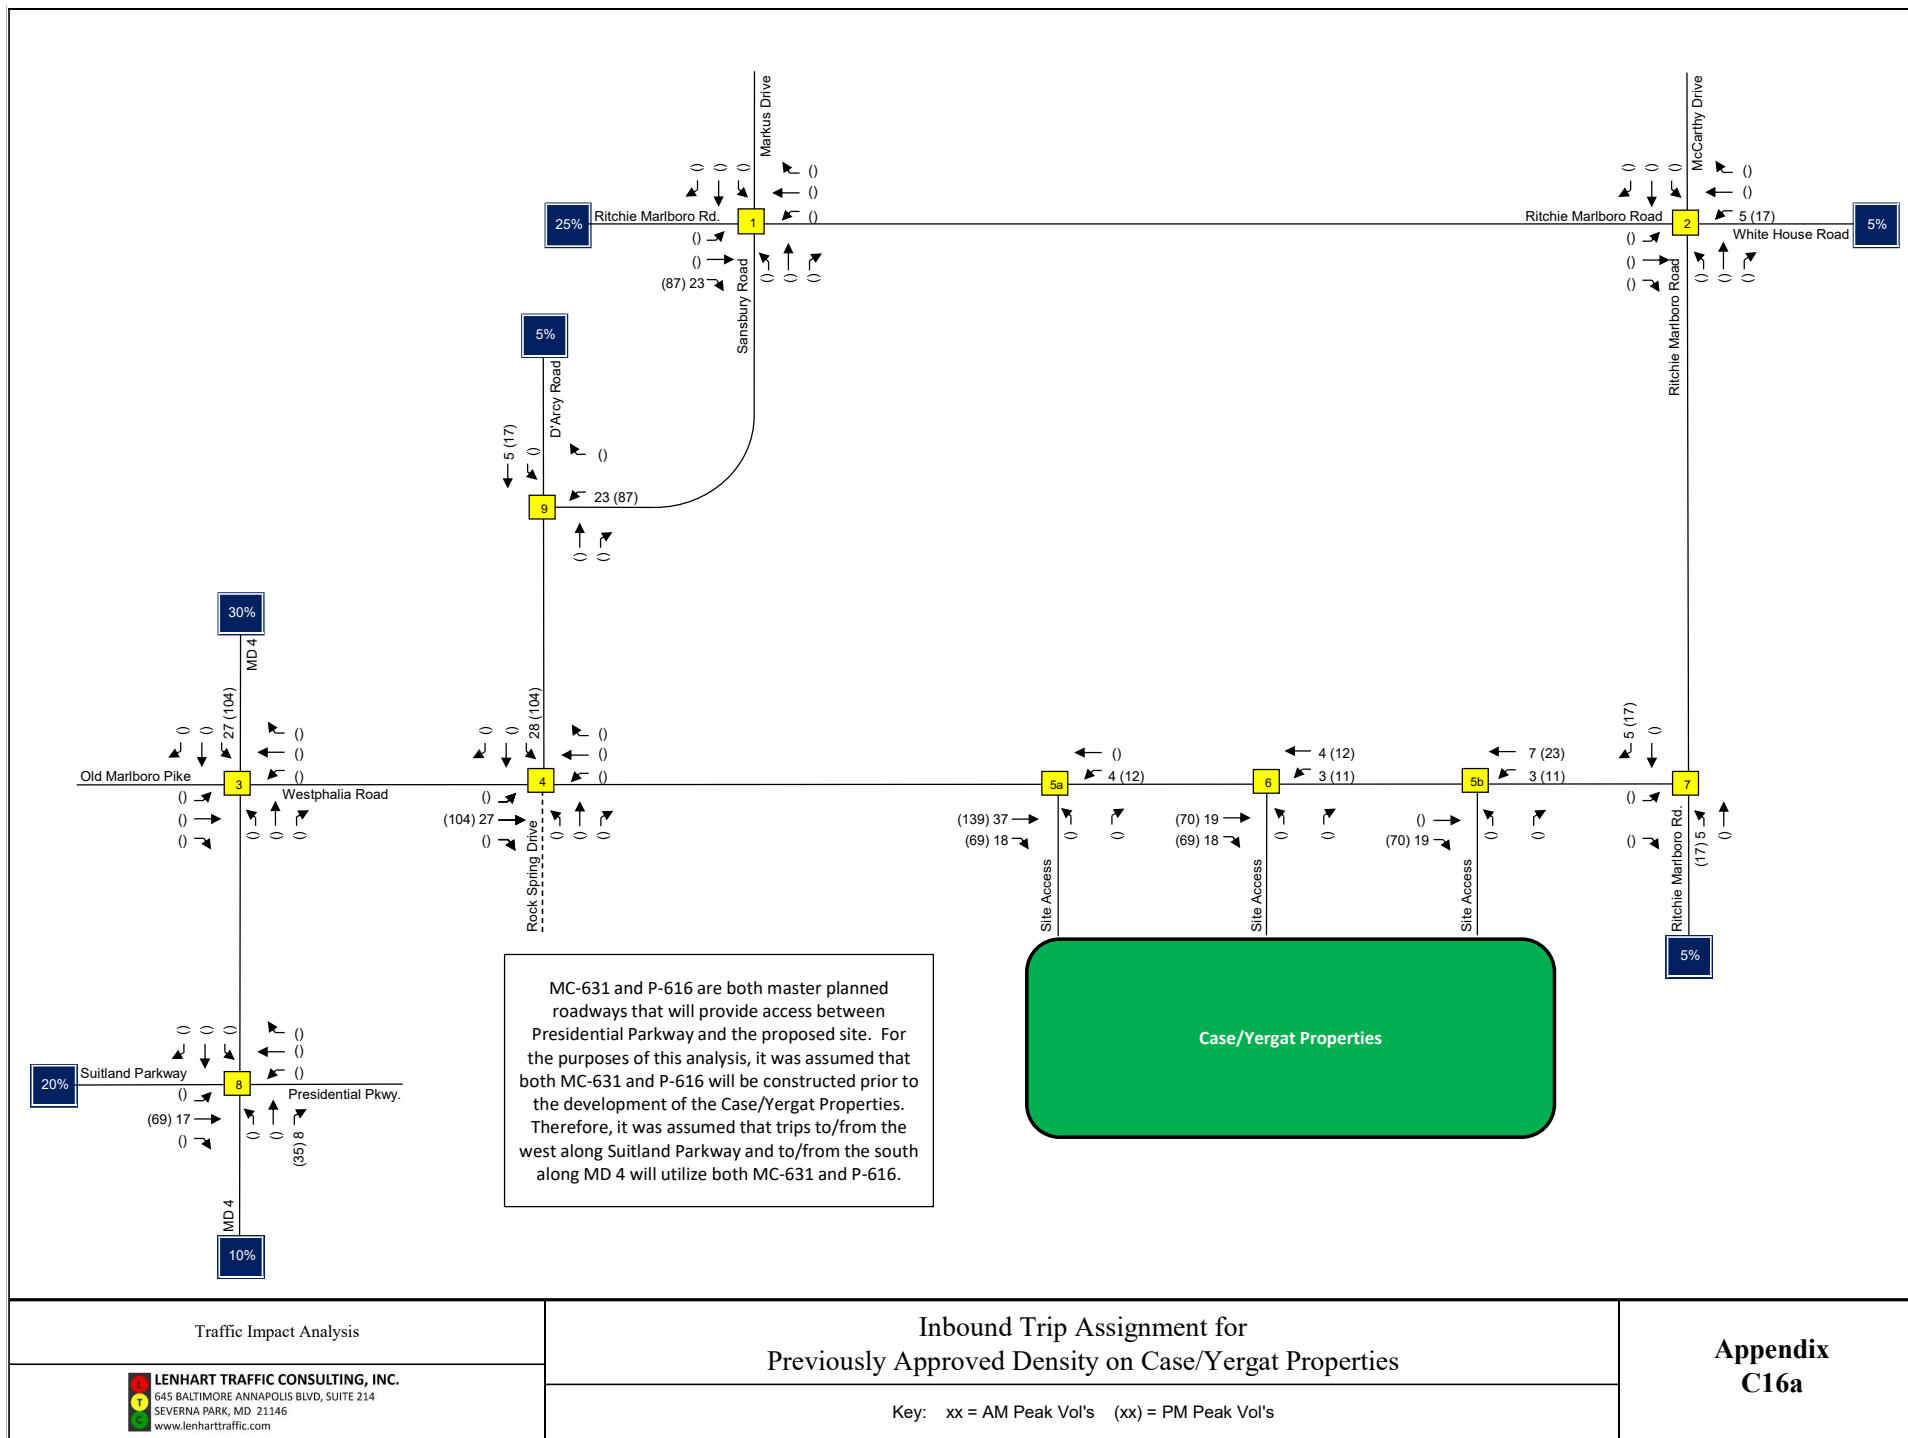 Markus Drive
McCarthy Drive
() () () ()
()
()
25%
Ritchie Marlboro Rd.
1
()
()
(87) 23
() () ()
Sansbury Road
() () () ()
()
Ritchie Marlboro Road
2
5 (17)
White House Road
5%
()
()
()
() () ()
Ritchie Marlboro Road
5%
D'Arcy Road
5 (17)
()
()
9
23 (87)
() ()
30%
MD 4
() () 27 (104)
()
()
()
Old Marlboro Pike
3
Westphalia Road
()
()
()
() () ()
() () 28 (104)
()
()
()
4
()
(104) 27
()
() () ()
Rock Spring Drive
()
4 (12)
5a
(139) 37
(69) 18
() ()
Site Access
4 (12)
3 (11)
6
(70) 19
(69) 18
() ()
Site Access
7 (23)
3 (11)
5b
()
(70) 19
() ()
Site Access
5 (17)
()
7
()
()
(17) 5
()
Ritchie Marlboro Rd.
5%
MC-631 and P-616 are both master planned
roadways that will provide access between
Presidential Parkway and the proposed site. For
the purposes of this analysis, it was assumed that
both MC-631 and P-616 will be constructed prior to
the development of the Case/Yergat Properties.
Therefore, it was assumed that trips to/from the
west along Suitland Parkway and to/from the south
along MD 4 will utilize both MC-631 and P-616.
Case/Yergat Properties
() () ()
()
()
()
20%
Suitland Parkway
8
Presidential Pkwy.
()
(69) 17
()
() () (35) 8
MD 4
10%
Traffic Impact Analysis
L
T
C
LENHART TRAFFIC CONSULTING, INC.
645 BALTIMORE ANNAPOLIS BLVD, SUITE 214
SEVERNA PARK, MD 21146
www.lenharttraffic.com
Inbound Trip Assignment for
Previously Approved Density on Case/Yergat Properties
Key: xx = AM Peak Vol's (xx) = PM Peak Vol's
Appendix
C16a